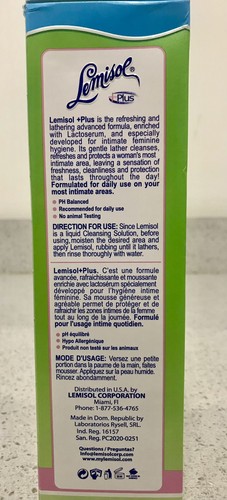 Lemisol®
+Plus
Lemisol +Plus is the refreshing and
lathering advanced formula, enriched
with Lactoserum, and especially
developed for intimate feminine
hygiene. Its gentle lather cleanses,
refreshes and protects a woman's most
intimate area, leaving a sensation of
freshness, cleanliness and protection
that lasts throughout the day!
Formulated for daily use on your
most intimate areas.
• PH Balanced
• Recommended for daily use
• No animal Testing
DIRECTION FOR USE: Since Lemisol
is a liquid Cleansing Solution, before
using, moisten the desired area and
apply Lemisol, rubbing until it lathers,
then rinse thoroughly with water.
Lemisol+Plus. C'est une formule
avancée, rafraichissante et moussante
enrichie avec lactosérum spécialement
développé pour l'hygiène intime
féminine. Sa mousse généreuse et
agréable permet de protéger et de
rafraichir les zones intimes de la femme
tout au long de la journée. Formulé
pour l'usage intime quotidien.
• pH équilibré
• Hypo Allergénique
• Produit non testé sur les animaux
MODE D'USAGE: Versez une petite
portion dans la paume de la main, faites
mousser. Appliquez sur la peau humide.
Rincez abondamment.
Distributed in U.S.A. by
LEMISOL CORPORATION
Miami, Fl
Phone: 1-877-536-4765
Made in Dom. Republic by
Laboratorios Rysell, SRL,
Ind. Reg. 16157
San. Reg. PC2020-0251
Questions / Preguntas?
info@lemisolcorp.com
www.mylemisol.com